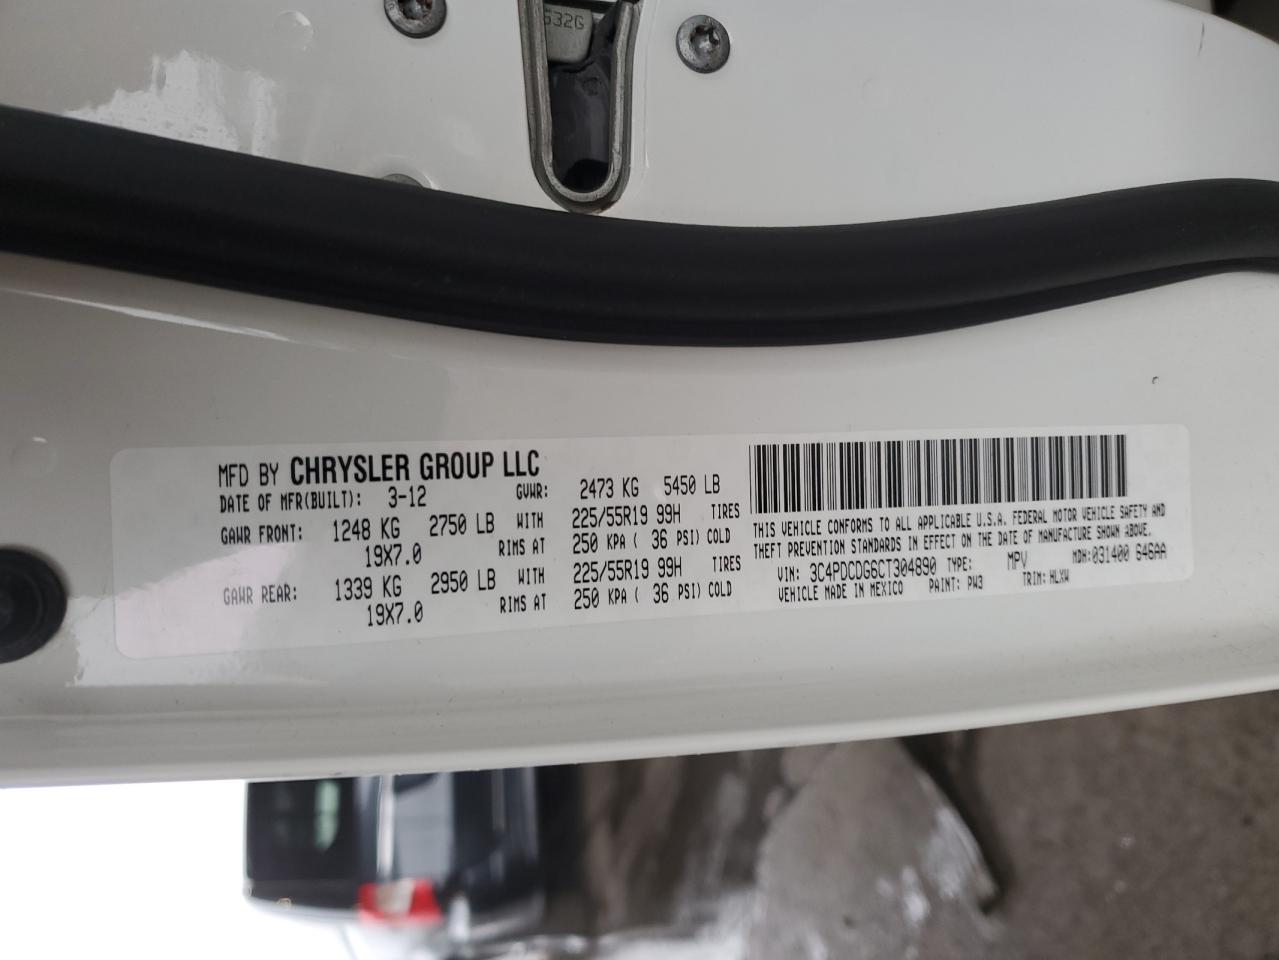 632G
MFD BY CHRYSLER GROUP LLC
DATE OF MFR(BUILT): 3-12 GVWR: 2473 KG 5450 LB
GAWR FRONT: 1248 KG 2750 LB WITH 225/55R19 99H TIRES
19X7.0 RIMS AT 250 KPA ( 36 PSI) COLD
GAWR REAR: 1339 KG 2950 LB WITH 225/55R19 99H TIRES
19X7.0 RIMS AT 250 KPA ( 36 PSI) COLD
THIS VEHICLE CONFORMS TO ALL APPLICABLE U.S.A. FEDERAL MOTOR VEHICLE SAFETY AND
THEFT PREVENTION STANDARDS IN EFFECT ON THE DATE OF MANUFACTURE SHOWN ABOVE.
VIN: 3C4PDCDG6CT304890 TYPE: MPV MDH:031400 646AA
VEHICLE MADE IN MEXICO PAINT: PW3 TRIM: HLXW